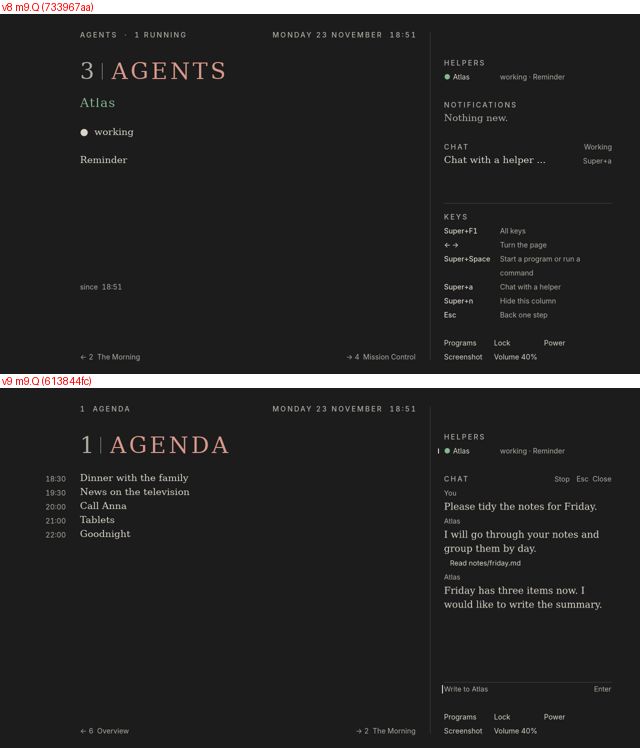 v8 m9.Q (733967aa)
AGENTS · 1 RUNNING
MONDAY 23 NOVEMBER 18:51
3 | AGENTS
Atlas
● working
Reminder
since 18:51
← 2 The Morning
→ 4 Mission Control
HELPERS
● Atlas working · Reminder
NOTIFICATIONS
Nothing new.
CHAT Working
Chat with a helper ... Super+a
KEYS
Super+F1 All keys
← → Turn the page
Super+Space Start a program or run a
command
Super+a Chat with a helper
Super+n Hide this column
Esc Back one step
Programs Lock Power
Screenshot Volume 40%
v9 m9.Q (613844fc)
1 AGENDA
MONDAY 23 NOVEMBER 18:51
1 | AGENDA
18:30 Dinner with the family
19:30 News on the television
20:00 Call Anna
21:00 Tablets
22:00 Goodnight
← 6 Overview
→ 2 The Morning
HELPERS
● Atlas working · Reminder
CHAT Stop Esc Close
You
Please tidy the notes for Friday.
Atlas
I will go through your notes and
group them by day.
Read notes/friday.md
Atlas
Friday has three items now. I
would like to write the summary.
Write to Atlas Enter
Programs Lock Power
Screenshot Volume 40%